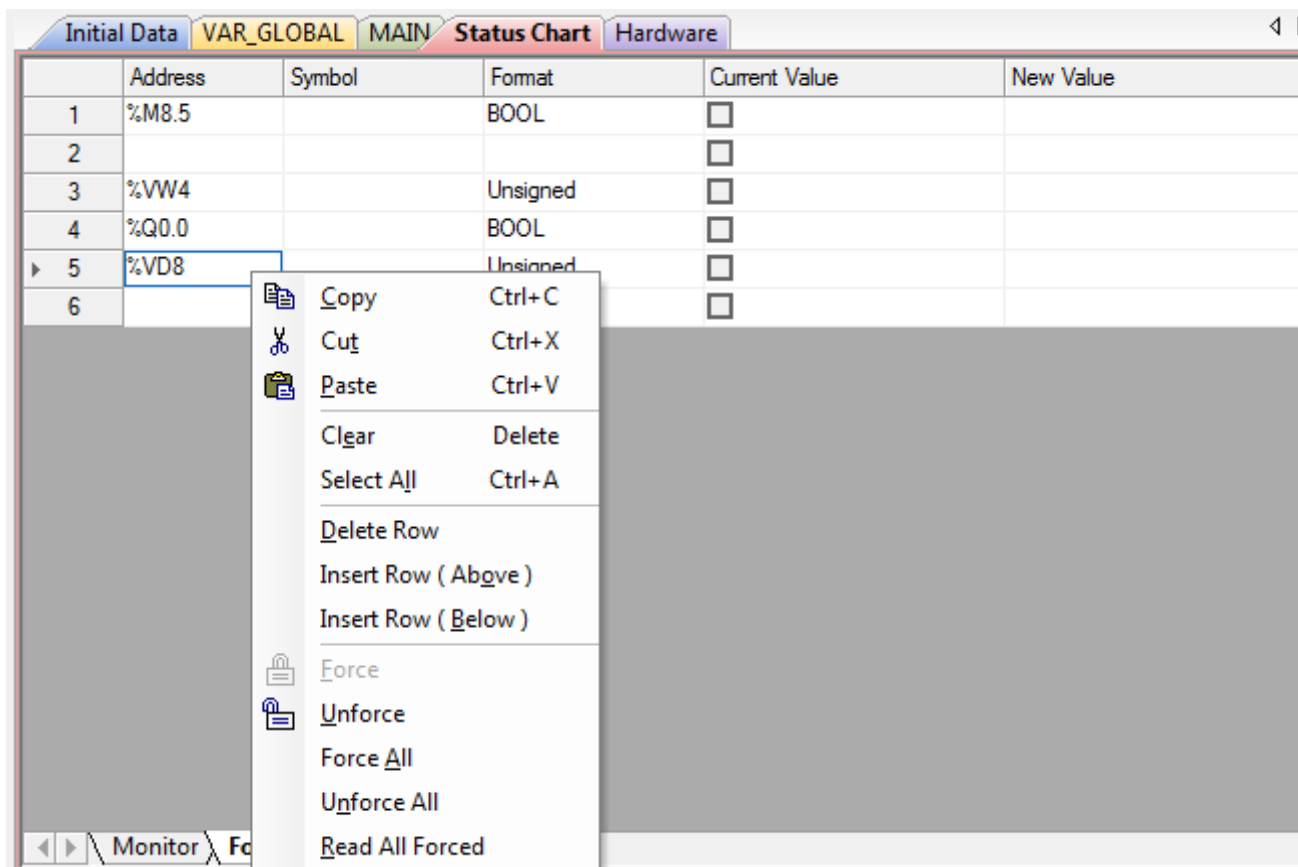 Initial Data VAR_GLOBAL MAIN Status Chart Hardware
Address Symbol Format Current Value New Value
1 %M8.5 BOOL
2
3 %VW4 Unsigned
4 %Q0.0 BOOL
5 %VD8 Unsigned
6
Copy Ctrl+C
Cut Ctrl+X
Paste Ctrl+V
Clear Delete
Select All Ctrl+A
Delete Row
Insert Row ( Above )
Insert Row ( Below )
Force
Unforce
Force All
Unforce All
Read All Forced
Monitor Fo